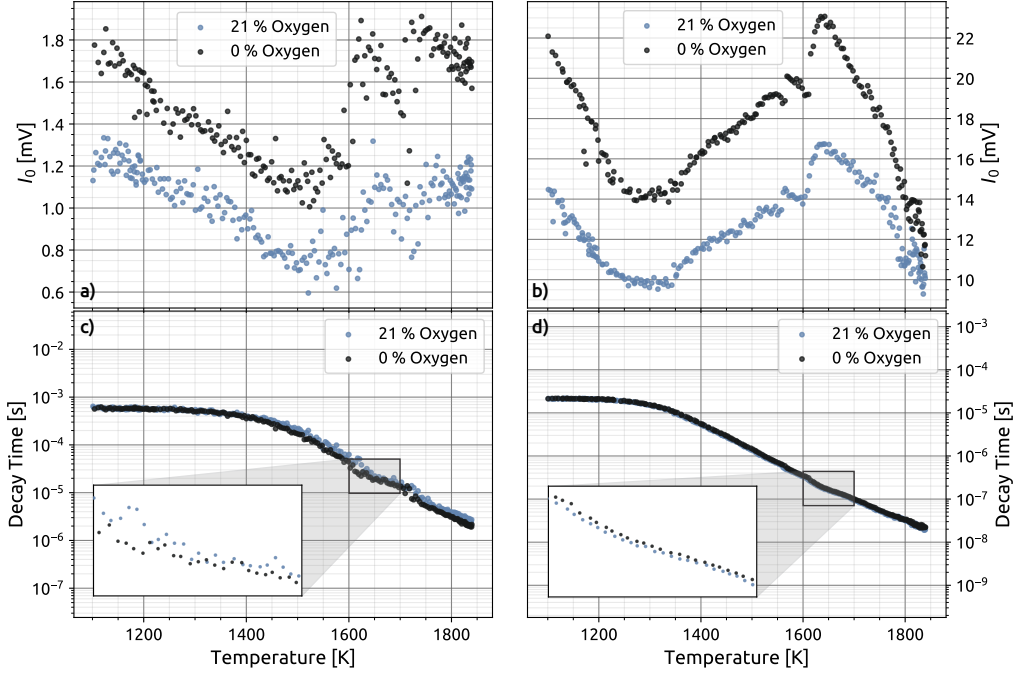 21 % Oxygen
0 % Oxygen
1.8
1.6
1.4
1.2
1.0
0.8
0.6
I₀ [mV]
a)
21 % Oxygen
0 % Oxygen
22
20
18
16
14
12
10
I₀ [mV]
b)
c)
21 % Oxygen
0 % Oxygen
10⁻²
10⁻³
10⁻⁴
10⁻⁵
10⁻⁶
10⁻⁷
Decay Time [s]
1200 1400 1600 1800
Temperature [K]
d)
21 % Oxygen
0 % Oxygen
10⁻³
10⁻⁴
10⁻⁵
10⁻⁶
10⁻⁷
10⁻⁸
10⁻⁹
Decay Time [s]
1200 1400 1600 1800
Temperature [K]